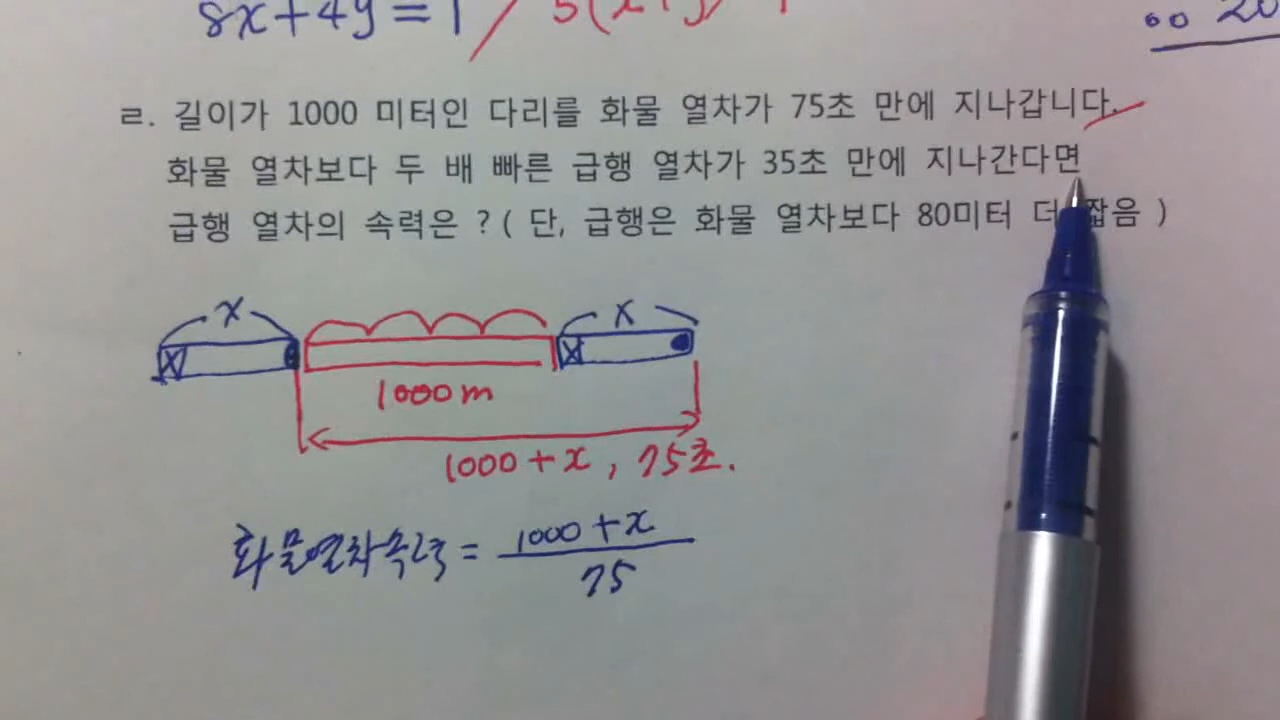 8x+4y=1
20
ㄹ. 길이가 1000 미터인 다리를 화물 열차가 75초 만에 지나갑니다.
화물 열차보다 두 배 빠른 급행 열차가 35초 만에 지나간다면
급행 열차의 속력은 ? ( 단, 급행은 화물 열차보다 80미터 더 짧음 )
x x
1000m
1000+x, 75초.
화물열차속력 = 1000+x
75